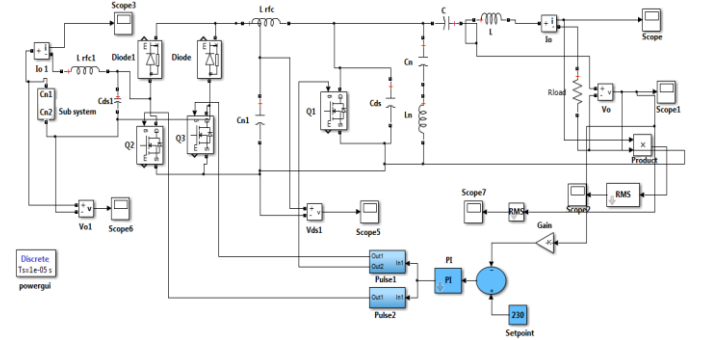 Scope3
L rfc
C
L
Io
Scope
Diode1
Diode
Io 1
L rfc1
Cn
Rload
Vo
Scope1
Cn1
Cn2
Sub system
Cds1
Q1
Cds
Q2
Q3
Cn1
Ln
Product
Scope7
RMS
RMS
Vo1
Scope6
Vds1
Scope5
Gain
Discrete
Ts=1e-05 s
powergui
Out1
Out2
In1
Pulse1
PI
PI
Out1
In1
Pulse2
230
Setpoint